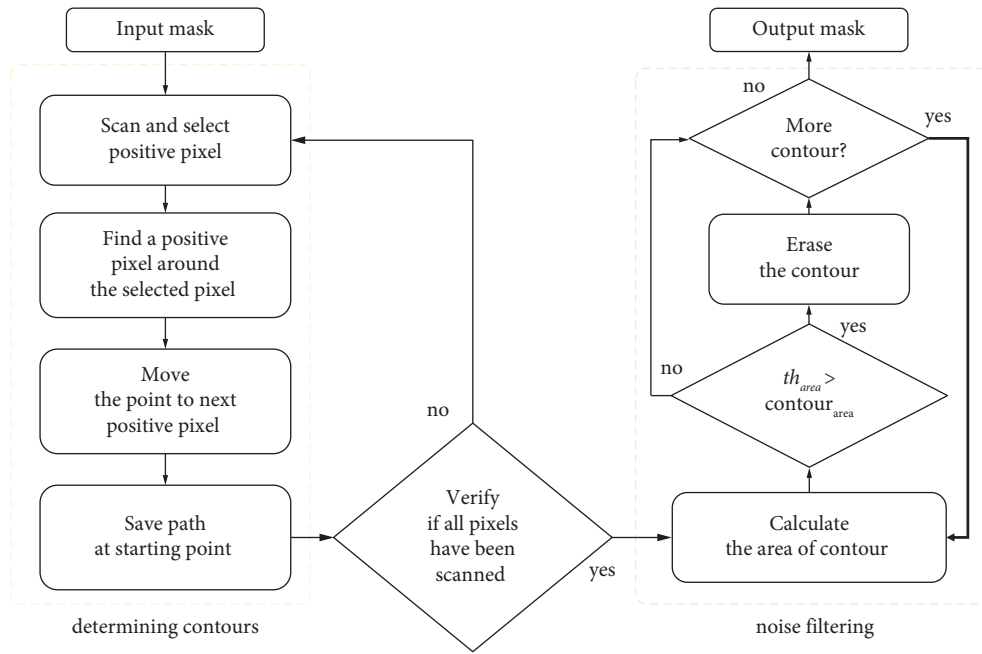 Input mask
Scan and select
positive pixel
Find a positive
pixel around
the selected pixel
Move
the point to next
positive pixel
Save path
at starting point
determining contours
no
Verify
if all pixels
have been
scanned
yes
Output mask
no
More
contour?
yes
Erase
the contour
yes
no
th_area >
contour_area
Calculate
the area of contour
noise filtering